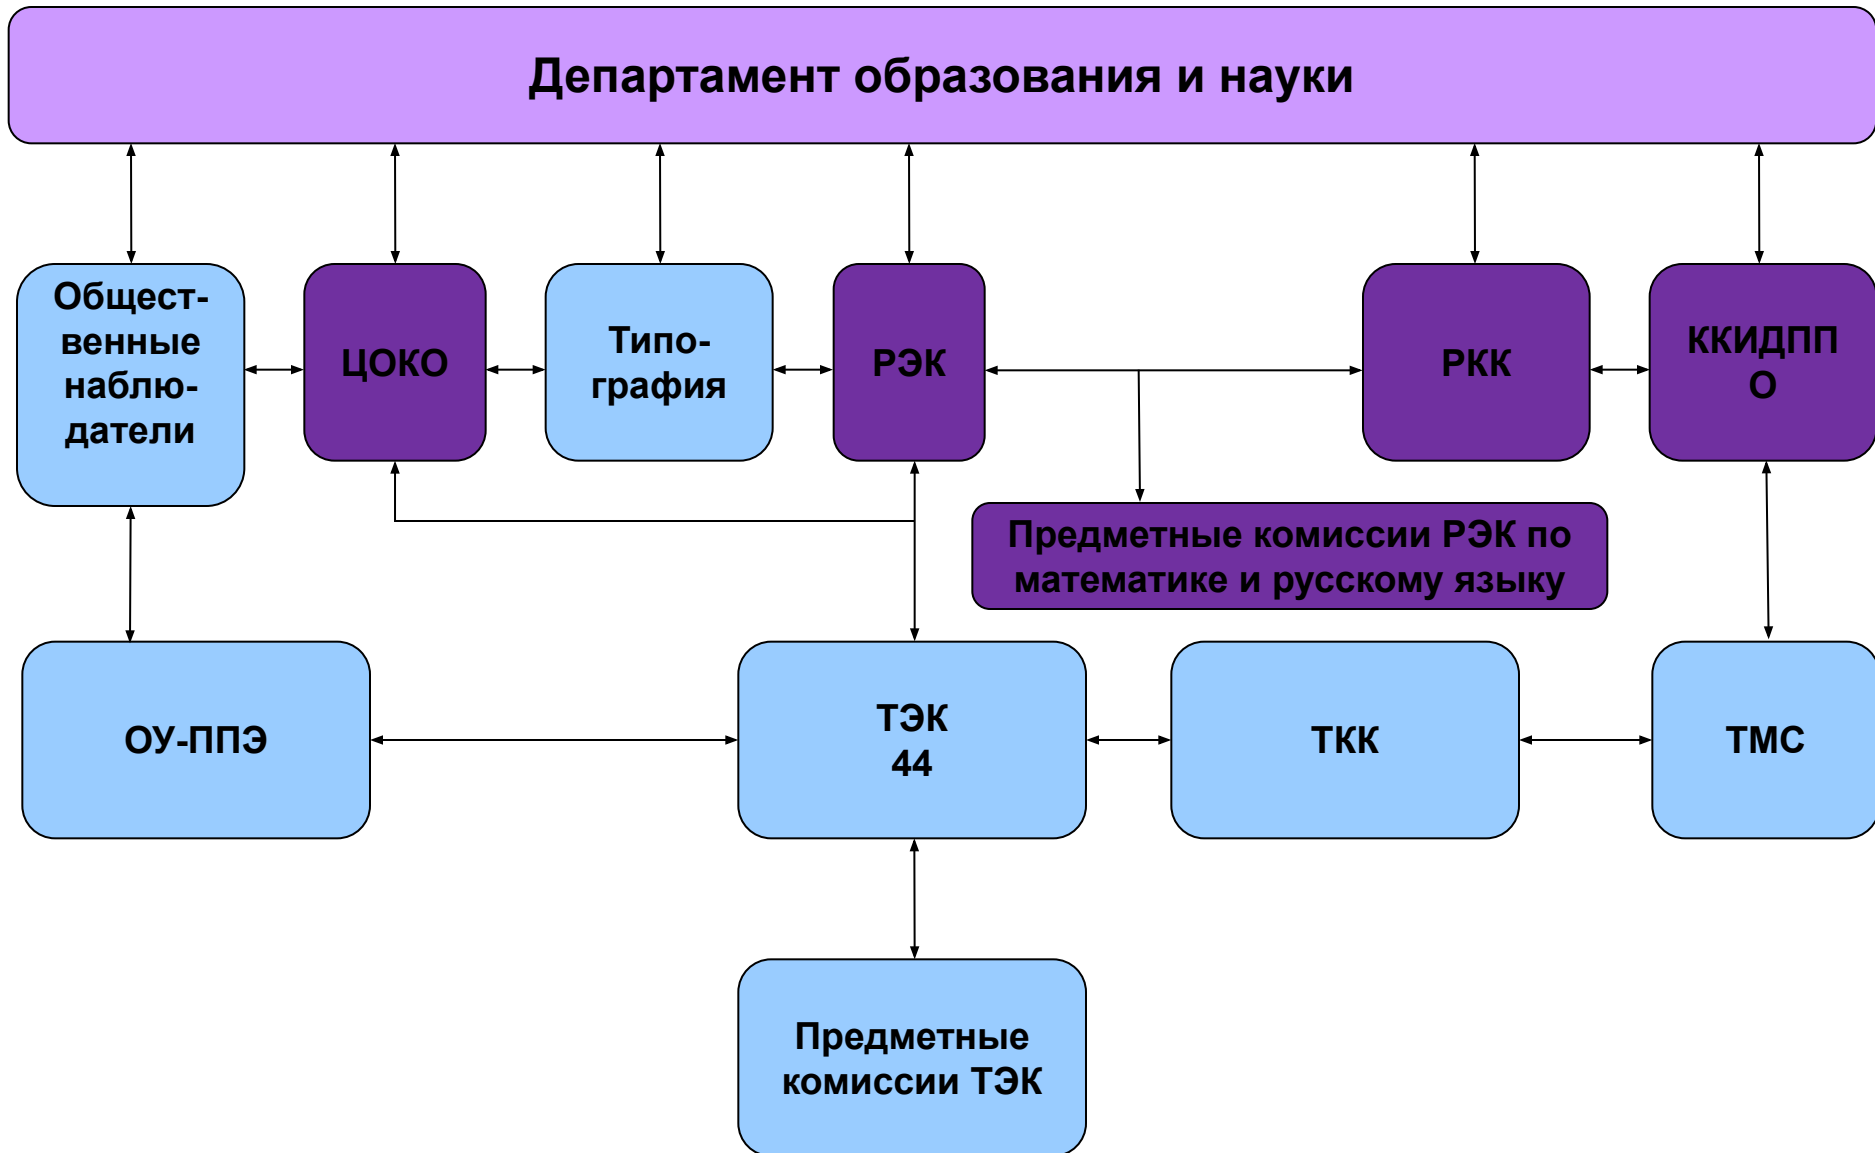 Департамент образования и науки
Общест-
венные
наблю-
датели
ЦОКО
Типо-
графия
РЭК
РКК
ККИДПП
О
Предметные комиссии РЭК по
математике и русскому языку
ОУ-ППЭ
ТЭК
44
ТКК
ТМС
Предметные
комиссии ТЭК